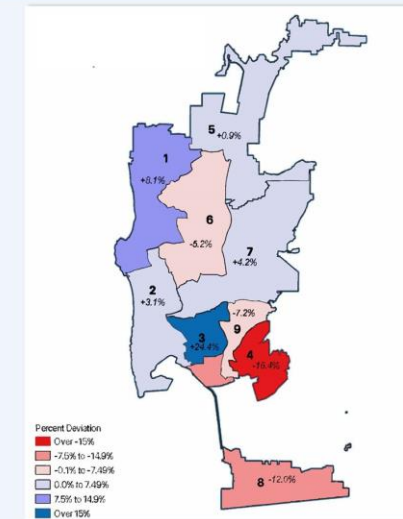 5
+0.9%
1
+8.1%
6
-5.2%
7
+4.2%
2
+3.1%
-7.2%
3
9
+24.4%
4
-16.4%
8 -12.0%
Percent Deviation
Over -15%
-7.5% to -14.9%
-0.1% to -7.49%
0.0% to 7.49%
7.5% to 14.9%
Over 15%